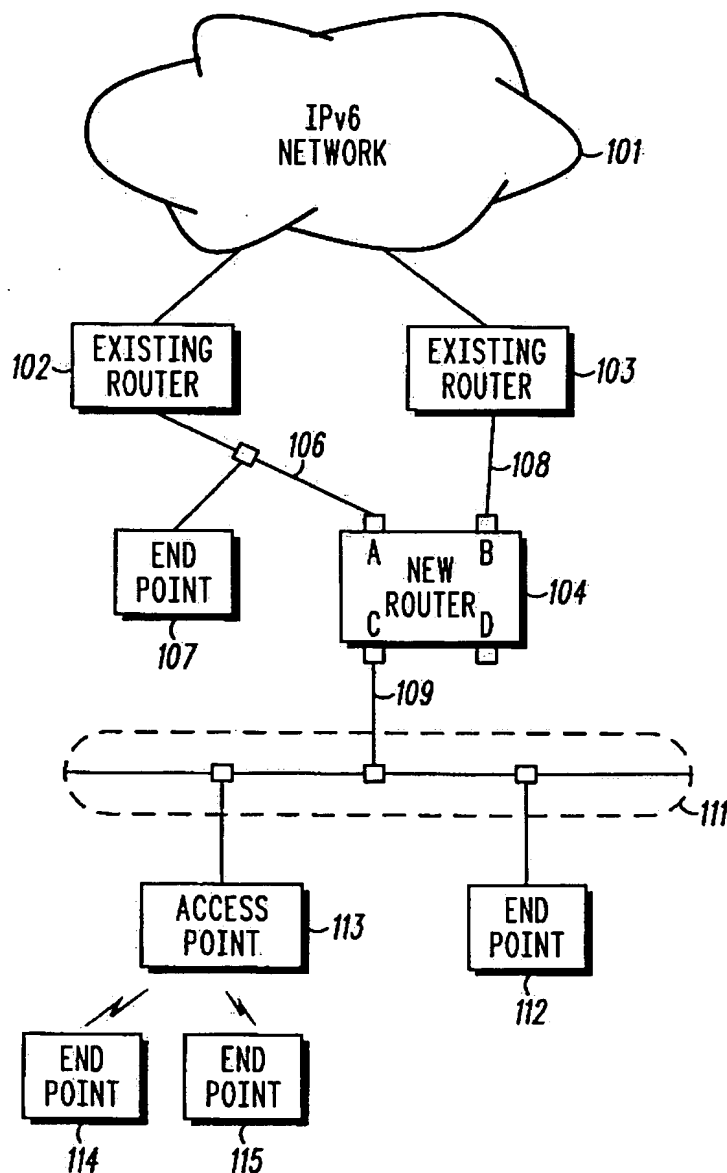 IPv6
NETWORK
101
EXISTING
ROUTER
102
EXISTING
ROUTER
103
106
108
END
POINT
107
A
B
NEW
ROUTER
C
D
104
109
111
ACCESS
POINT
113
END
POINT
112
END
POINT
114
END
POINT
115